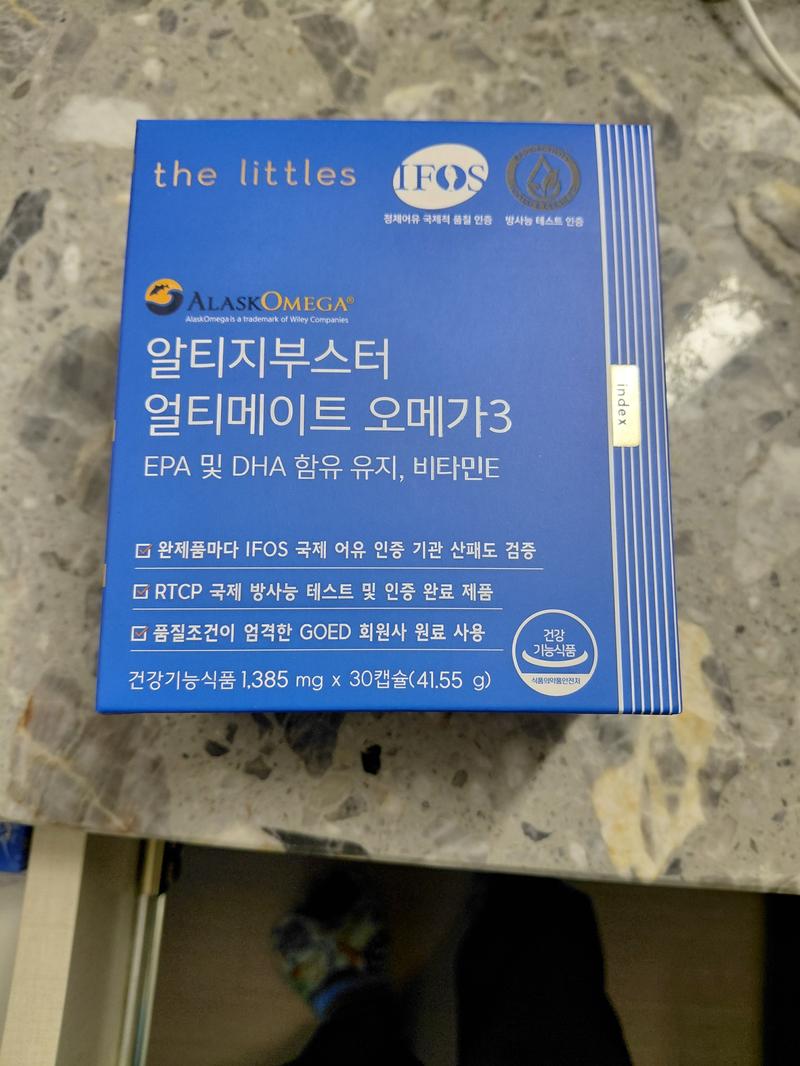 the littles
IFOS
정제어유 국제적 품질 인증
방사능 테스트 인증
ALASKOMEGA®
AlaskOmega is a trademark of Wiley Companies
알티지부스터
얼티메이트 오메가3
EPA 및 DHA 함유 유지, 비타민E
index
완제품마다 IFOS 국제 어유 인증 기관 산패도 검증
RTCP 국제 방사능 테스트 및 인증 완료 제품
품질조건이 엄격한 GOED 회원사 원료 사용
건강
기능식품
식품의약품안전처
건강기능식품 1,385 mg x 30캡슐(41.55 g)